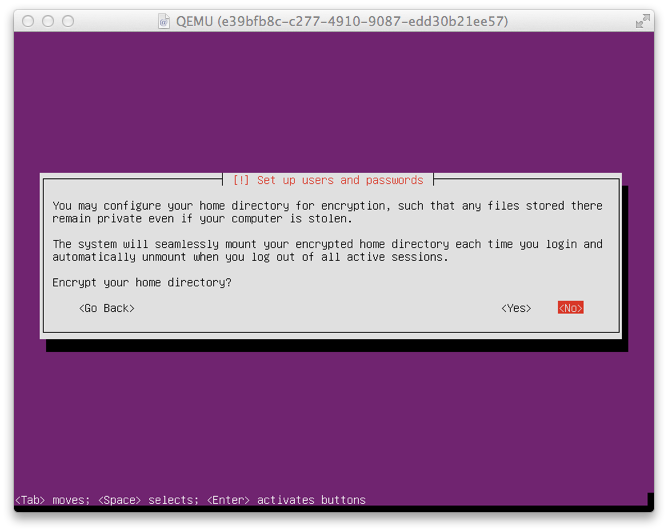 QEMU (e39bfb8c-c277-4910-9087-edd30b21ee57)
[!] Set up users and passwords
You may configure your home directory for encryption, such that any files stored there
remain private even if your computer is stolen.
The system will seamlessly mount your encrypted home directory each time you login and
automatically unmount when you log out of all active sessions.
Encrypt your home directory?
<Go Back> <Yes> <No>
<Tab> moves; <Space> selects; <Enter> activates buttons